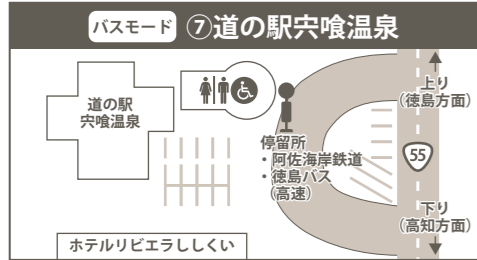 バスモード ⑦道の駅宍喰温泉
道の駅
宍喰温泉
上り
（徳島方面）
停留所
・阿佐海岸鉄道
・徳島バス
（高速）
55
下り
（高知方面）
ホテルリビエラししくい